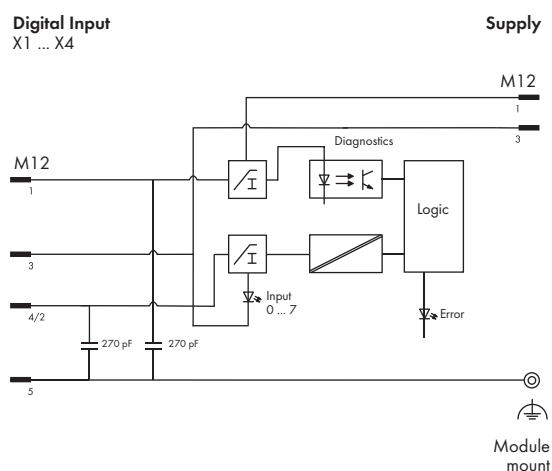 Digital Input
X1 ... X4
Supply
M12
1
3
Diagnostics
M12
1
Logic
3
Input
0 ... 7
4/2
Error
270 pF
270 pF
5
Module
mount